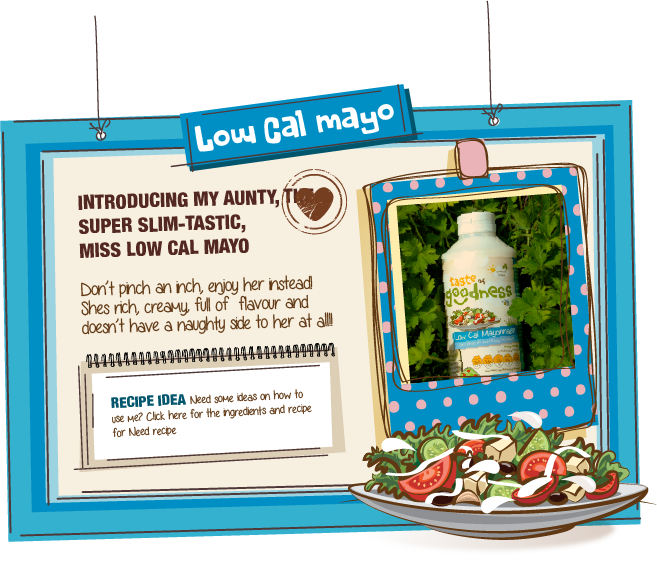 Low Cal mayo
INTRODUCING MY AUNTY, THE
SUPER SLIM-TASTIC,
MISS LOW CAL MAYO
Don't pinch an inch, enjoy her instead!
Shes rich, creamy, full of flavour and
doesn't have a naughty side to her at all!!
taste of
goodness
Low Cal Mayonnaise
RECIPE IDEA Need some ideas on how to
use me? Click here for the ingredients and recipe
for Need recipe